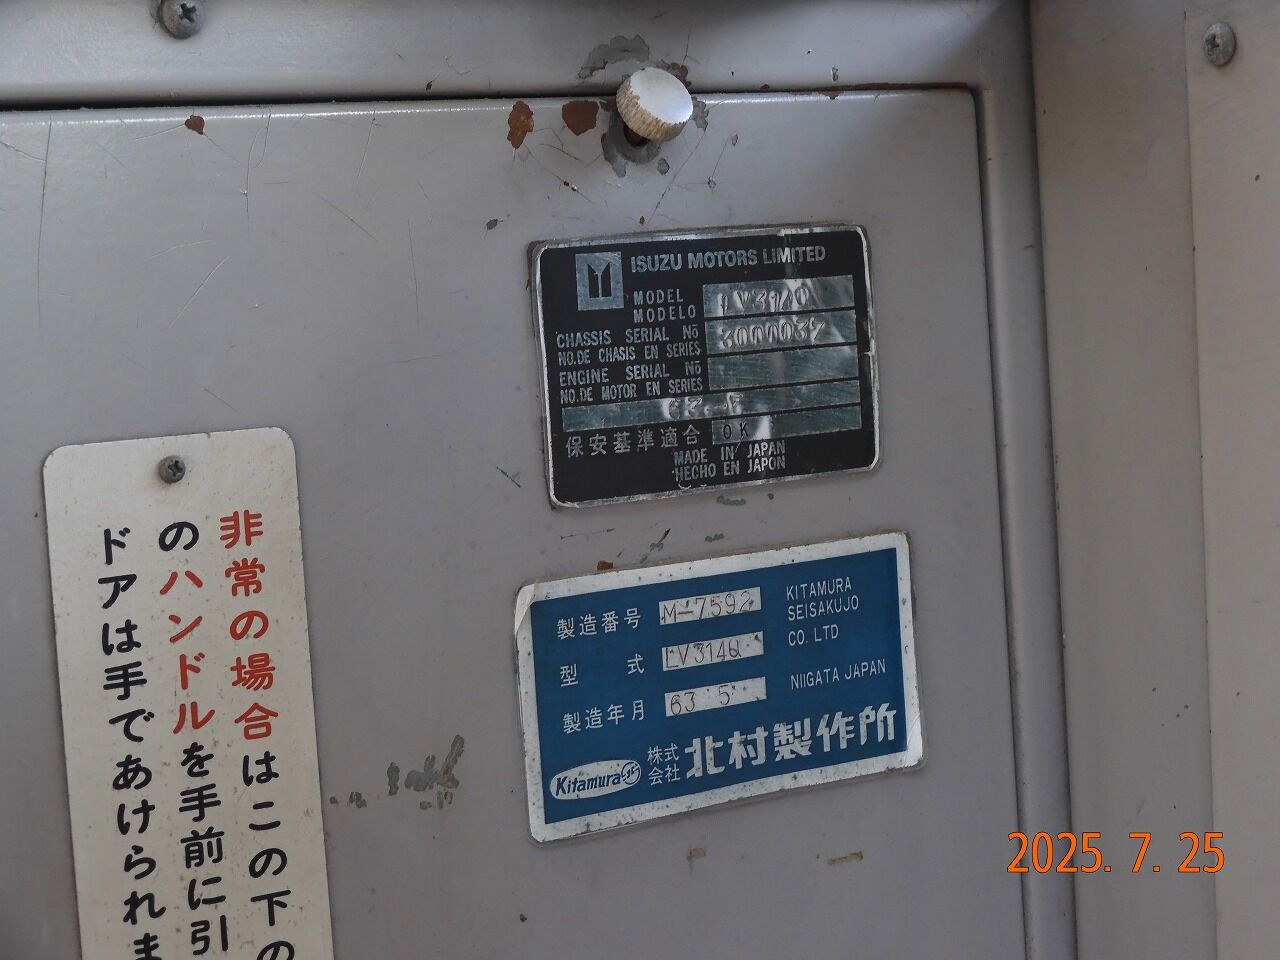 ISUZU MOTORS LIMITED
MODEL
MODELO
LV314Q
CHASSIS SERIAL No
NO.DE CHASIS EN SERIES
3000037
ENGINE SERIAL No
NO.DE MOTOR EN SERIES
保安基準適合 OK
MADE IN JAPAN
HECHO EN JAPON
製造番号 M-7592
型式 LV314Q
製造年月 63 5
KITAMURA
SEISAKUJO
CO. LTD
NIIGATA JAPAN
Kitamura
株式会社 北村製作所
非常の場合はこの下の
のハンドルを手前に引
ドアは手であけられま
2025. 7. 25